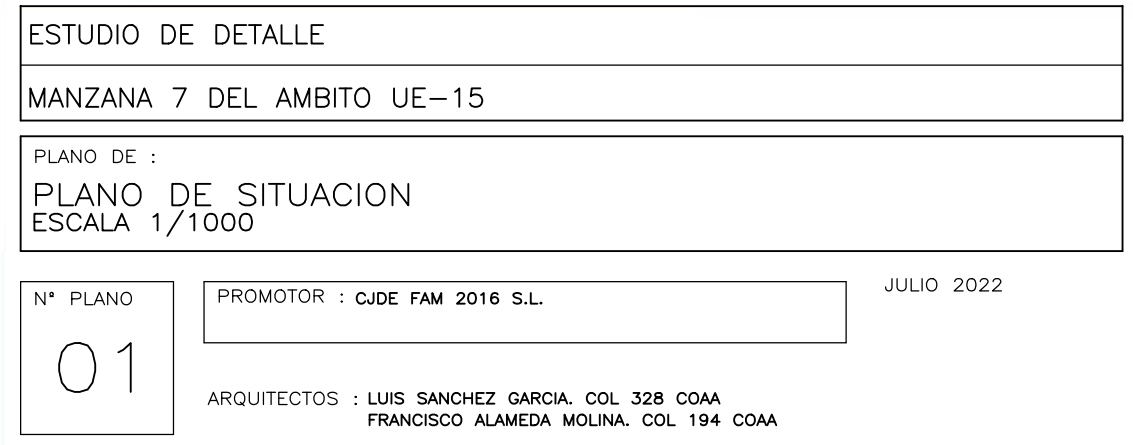 ESTUDIO DE DETALLE
MANZANA 7 DEL AMBITO UE-15
PLANO DE :
PLANO DE SITUACION
ESCALA 1/1000
Nº PLANO
01
PROMOTOR : CJDE FAM 2016 S.L.
JULIO 2022
ARQUITECTOS : LUIS SANCHEZ GARCIA. COL 328 COAA
FRANCISCO ALAMEDA MOLINA. COL 194 COAA